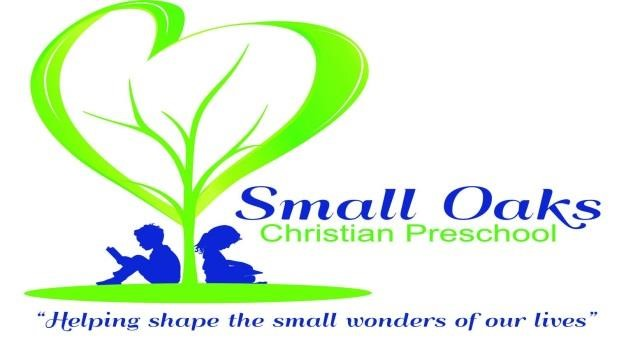 Small Oaks
Christian Preschool
“Helping shape the small wonders of our lives”